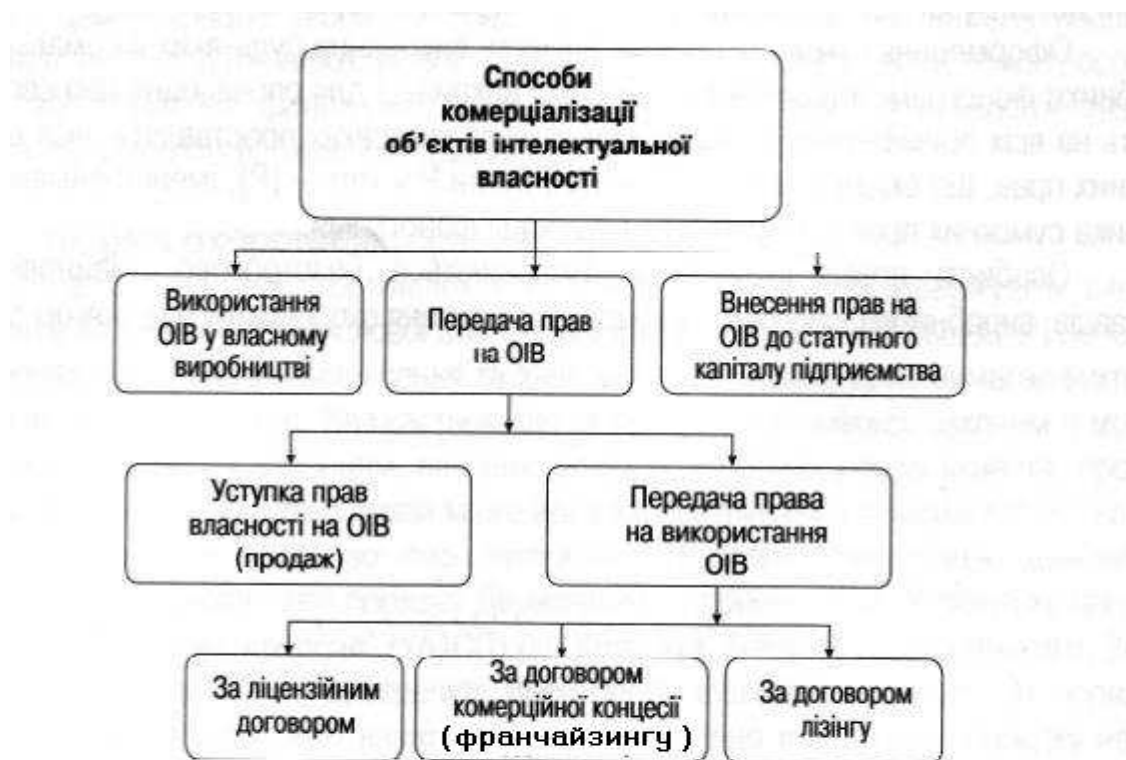 Способи
комерціалізації
об’єктів інтелектуальної
власності
Використання
ОІВ у власному
виробництві
Передача прав
на ОІВ
Внесення прав на
ОІВ до статутного
капіталу підприємства
Уступка прав
власності на ОІВ
(продаж)
Передача права
на використання
ОІВ
За ліцензійним
договором
За договором
комерційної концесії
(франчайзингу )
За договором
лізингу